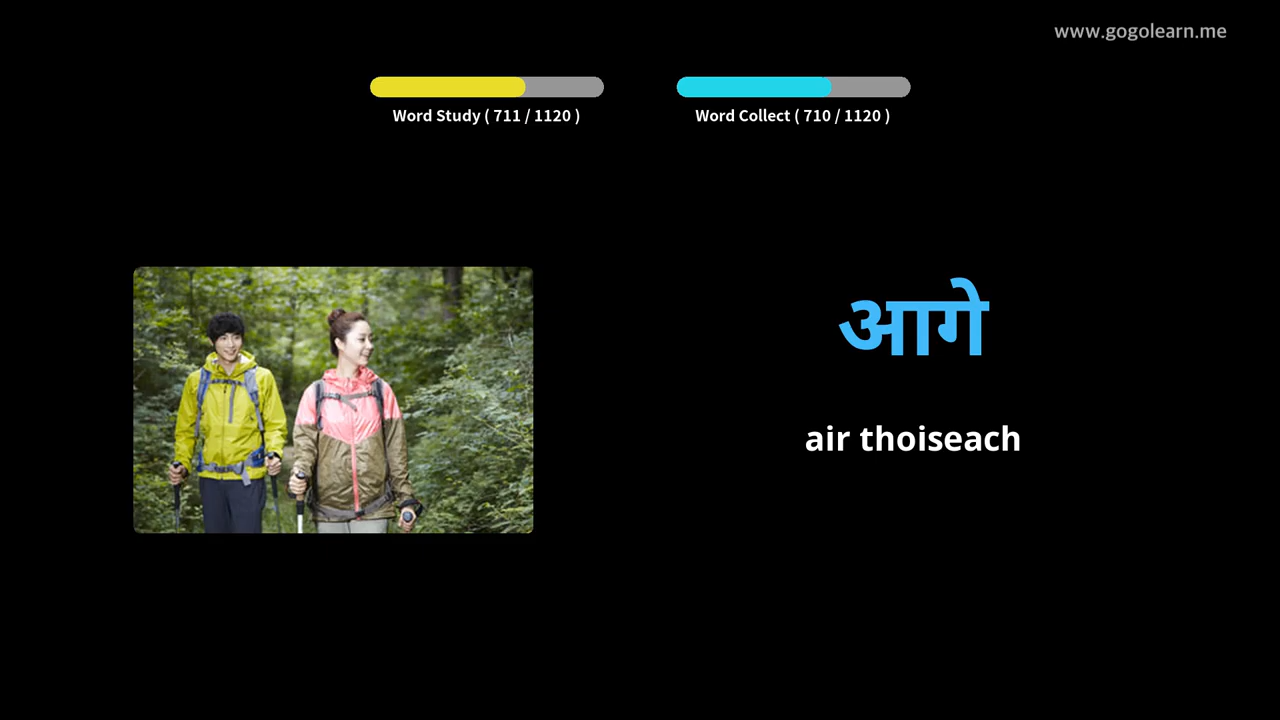 www.gogolearn.me
Word Study ( 711 / 1120 )
Word Collect ( 710 / 1120 )
आगे
air thoiseach